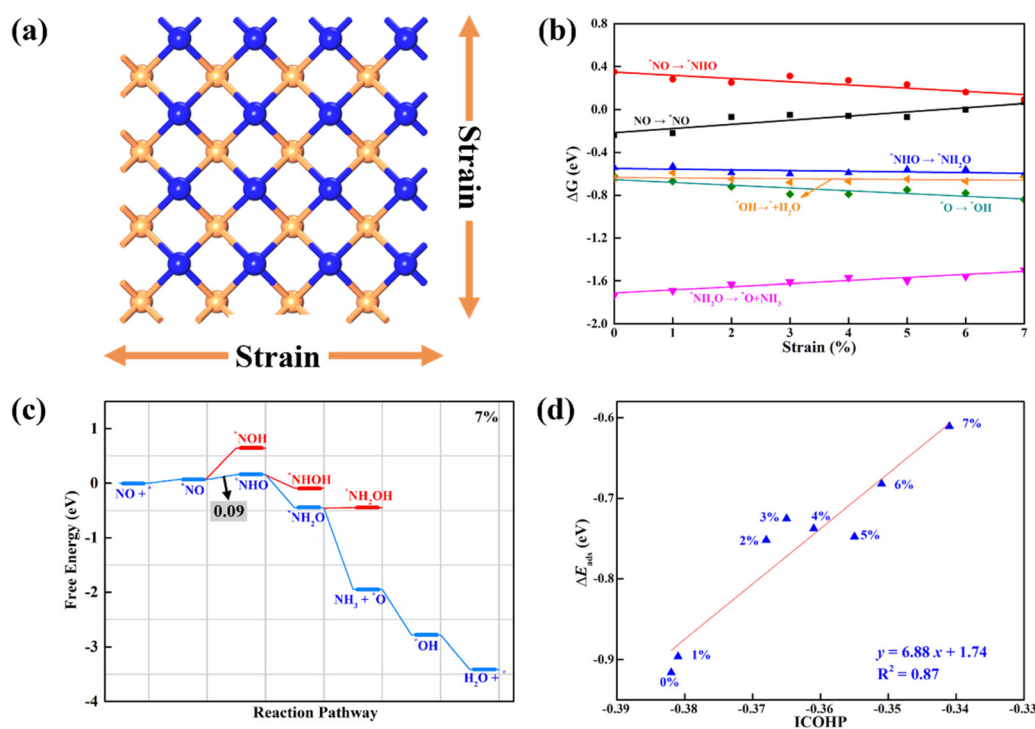 (a)
Strain
Strain
(b)
ΔG (eV)
0.8
0.4
0.0
-0.4
-0.8
-1.2
-1.6
-2.0
*NO → *NHO
NO → *NO
*NHO → *NH₂O
*OH → *+H₂O
*O → *OH
*NH₂O → *O+NH₃
0 1 2 3 4 5 6 7
Strain (%)
(c)
7%
Free Energy (eV)
1
0
-1
-2
-3
-4
NO + *
*NO
*NOH
*NHO
0.09
*NHOH
*NH₂O
*NH₂OH
NH₃ + *O
*OH
H₂O + *
Reaction Pathway
(d)
ΔE_ads (eV)
-0.6
-0.7
-0.8
-0.9
7%
6%
3%
4%
2%
5%
1%
0%
y = 6.88 x + 1.74
R² = 0.87
-0.39 -0.38 -0.37 -0.36 -0.35 -0.34 -0.33
ICOHP